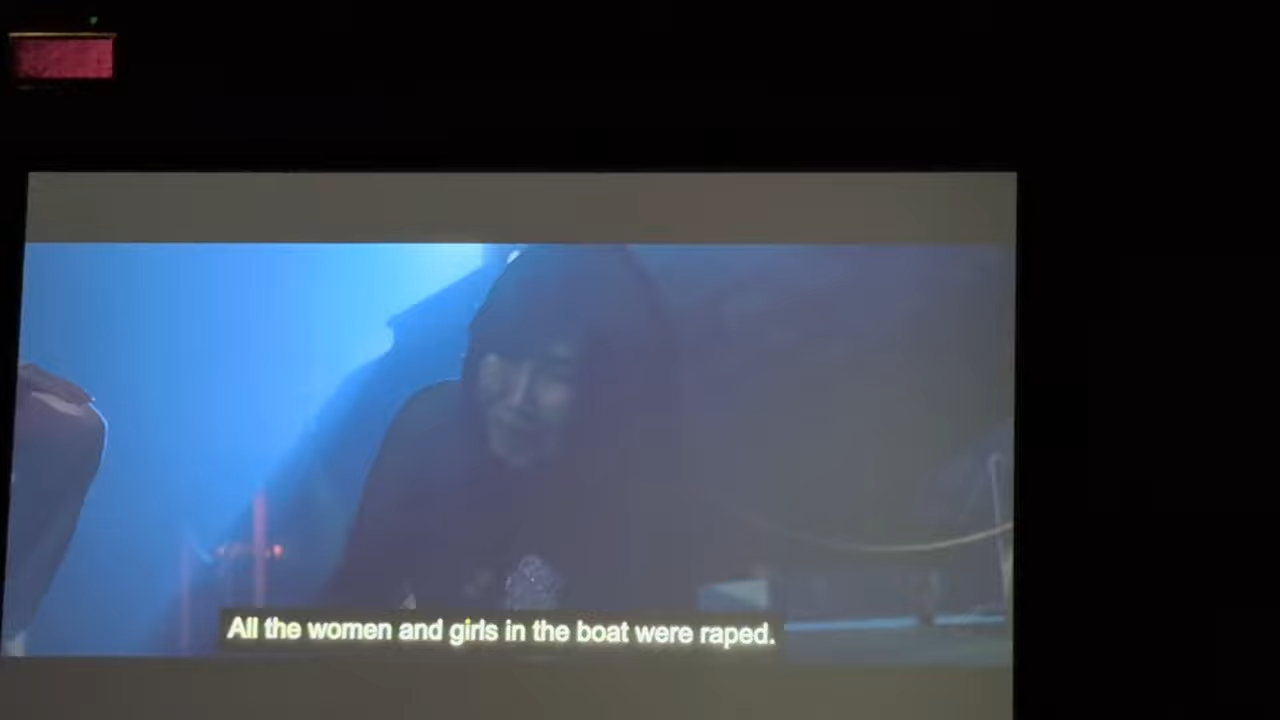 All the women and girls in the boat were raped.